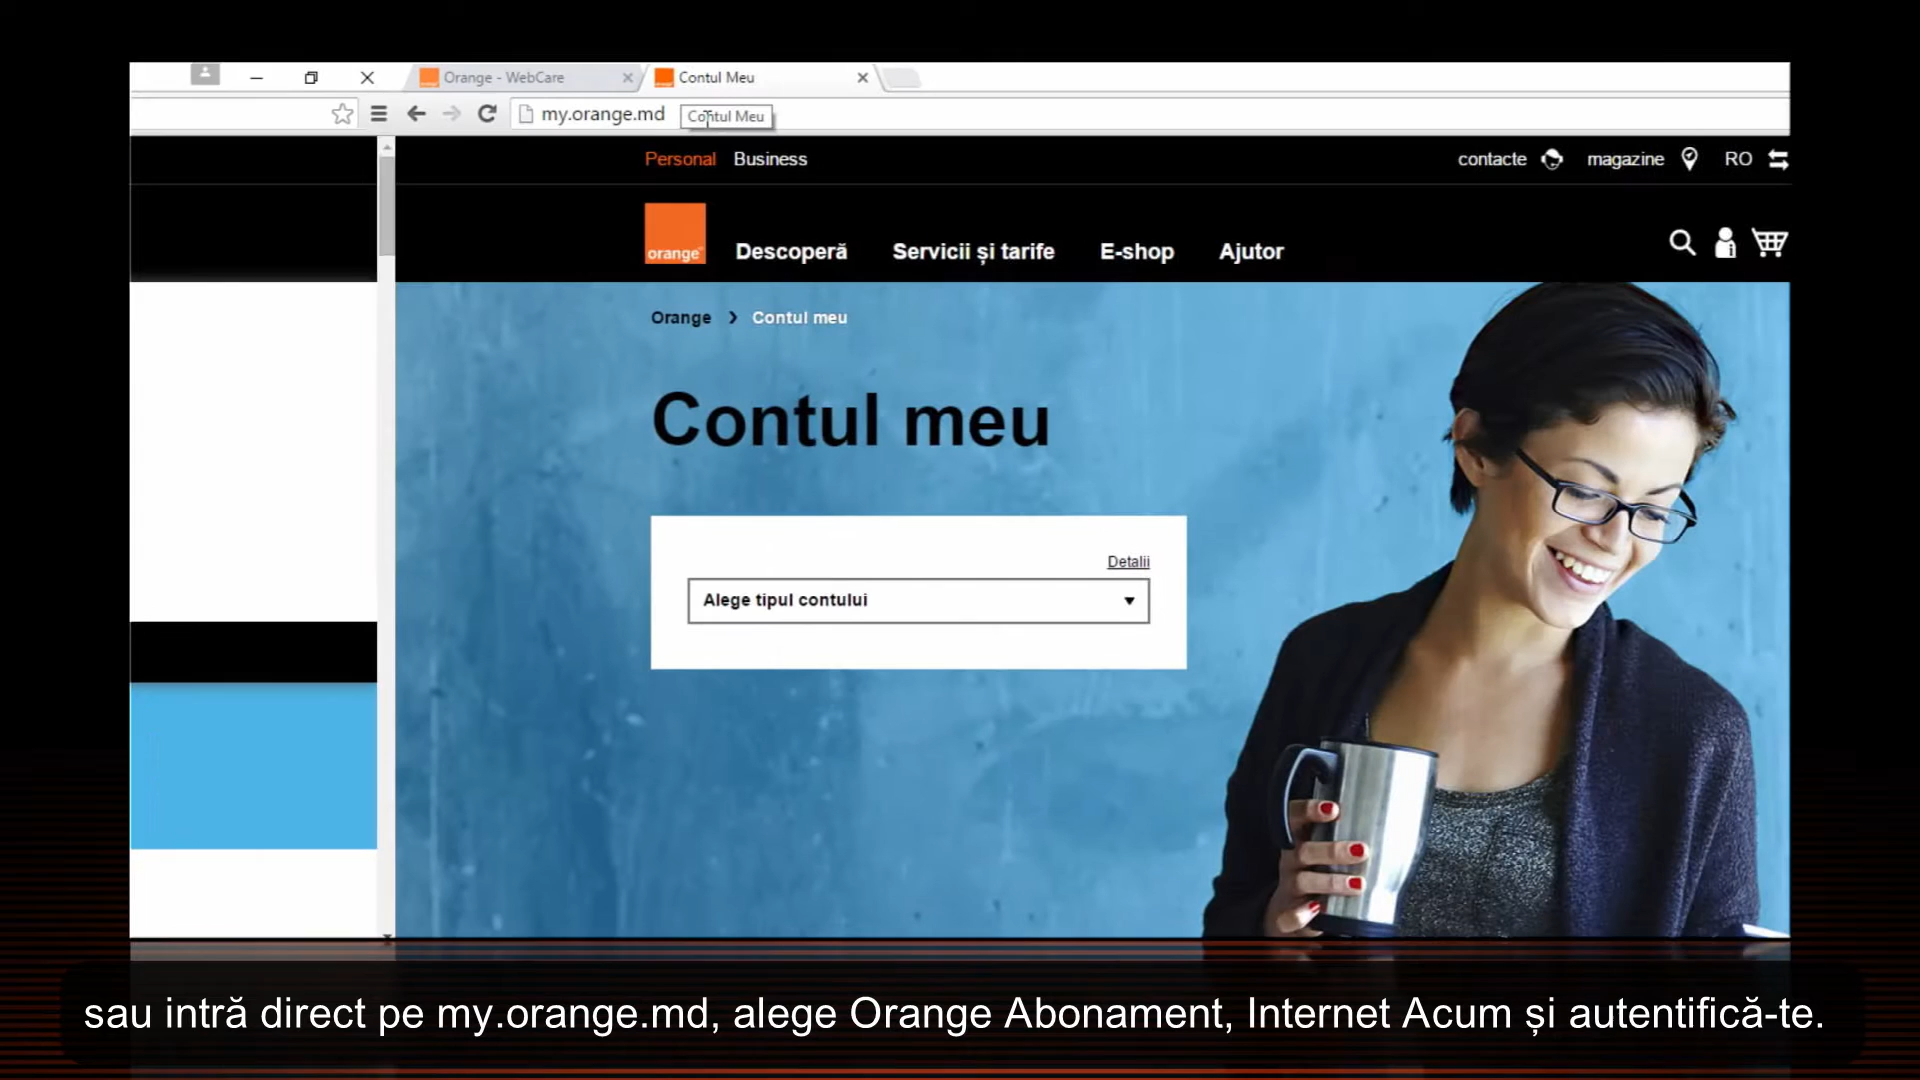 Orange - WebCare
Contul Meu
my.orange.md
Contul Meu
Personal Business
contacte magazine RO
orange
Descoperă Servicii și tarife E-shop Ajutor
Orange > Contul meu
Contul meu
Detalii
Alege tipul contului
sau intră direct pe my.orange.md, alege Orange Abonament, Internet Acum și autentifică-te.